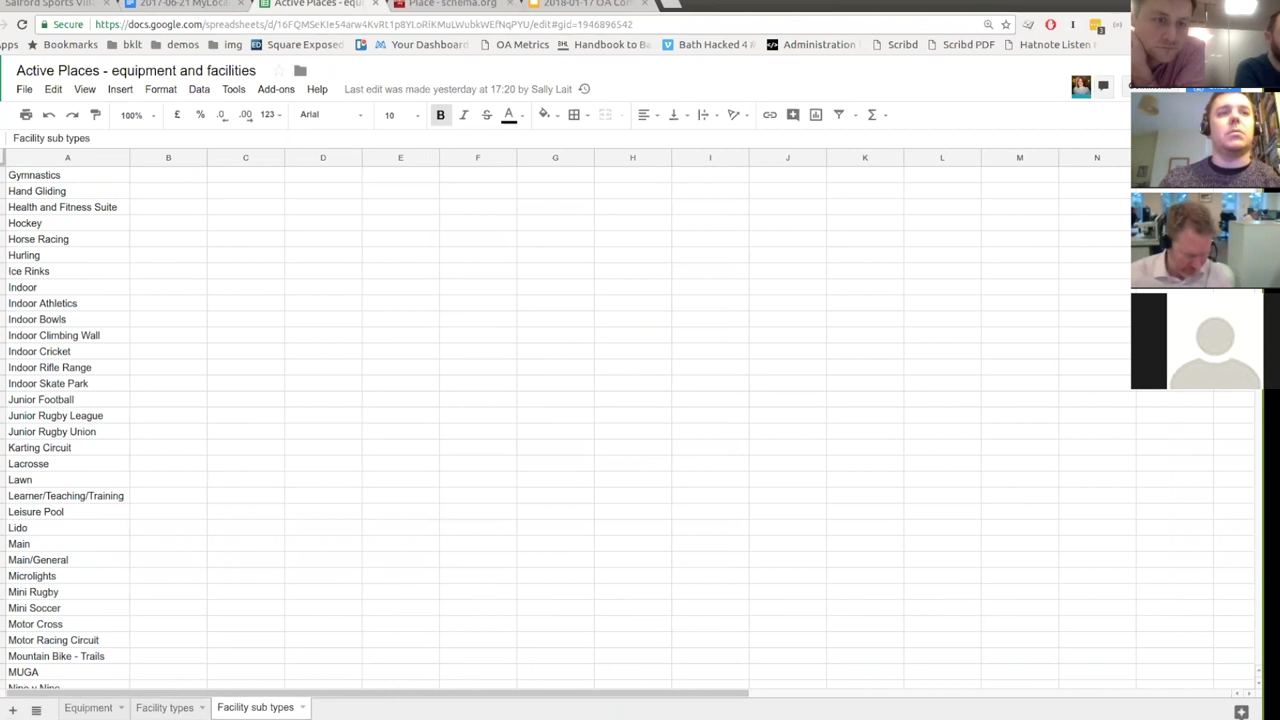 Salford Sports Villa
2017-06-21 MyLoca
Active Places - equi
Place - schema.org
2018-01-17 OA Com
Secure
https://docs.google.com/spreadsheets/d/16FQMSeKIe54arw4KvRt1p8YLoRiKMuLWubkWEfNqPYU/edit#gid=1946896542
Apps Bookmarks bklt demos img Square Exposed Your Dashboard OA Metrics Handbook to Ba Bath Hacked 4 Administration Scribd Scribd PDF Hatnote Listen
Active Places - equipment and facilities
File Edit View Insert Format Data Tools Add-ons Help Last edit was made yesterday at 17:20 by Sally Lait
100% £ % .0 .00 123 Arial 10 B I S A Σ
Facility sub types
A B C D E F G H I J K L M N
Gymnastics
Hand Gliding
Health and Fitness Suite
Hockey
Horse Racing
Hurling
Ice Rinks
Indoor
Indoor Athletics
Indoor Bowls
Indoor Climbing Wall
Indoor Cricket
Indoor Rifle Range
Indoor Skate Park
Junior Football
Junior Rugby League
Junior Rugby Union
Karting Circuit
Lacrosse
Lawn
Learner/Teaching/Training
Leisure Pool
Lido
Main
Main/General
Microlights
Mini Rugby
Mini Soccer
Motor Cross
Motor Racing Circuit
Mountain Bike - Trails
MUGA
Equipment Facility types Facility sub types